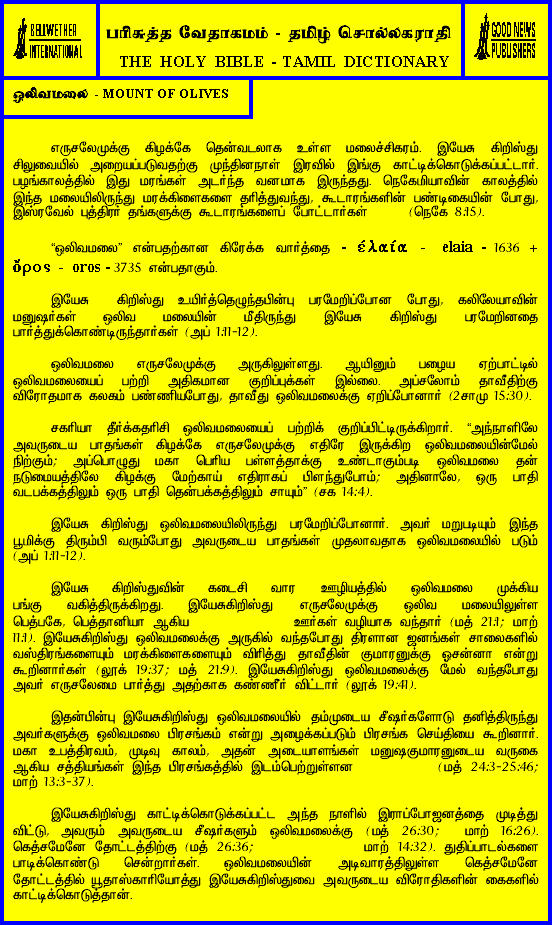 BELLWETHER
INTERNATIONAL
பரிசுத்த வேதாகமம் - தமிழ் சொல்லகராதி
THE HOLY BIBLE - TAMIL DICTIONARY
GOOD NEWS
PUBLISHERS
ஒலிவமலை - MOUNT OF OLIVES
எருசலேமுக்கு கிழக்கே தென்வடலாக உள்ள மலைச்சிகரம். இயேசு கிறிஸ்து
சிலுவையில் அறையப்படுவதற்கு முந்தினநாள் இரவில் இங்கு காட்டிக்கொடுக்கப்பட்டார்.
பழங்காலத்தில் இது மரங்கள் அடர்ந்த வனமாக இருந்தது. நெகேமியாவின் காலத்தில்
இந்த மலையிலிருந்து மரக்கிளைகளை தரித்துவந்து, கூடாரங்களின் பண்டிகையின் போது,
இஸ்ரவேல் புத்திரர் தங்களுக்கு கூடாரங்களைப் போட்டார்கள் (நெகே 8:15).
“ஒலிவமலை” என்பதற்கான கிரேக்க வார்த்தை - ἐλαία - elaia - 1636 +
ὄρος - oros - 3735 என்பதாகும்.
இயேசு கிறிஸ்து உயிர்த்தெழுந்தபின்பு பரமேறிப்போன போது, கலிலேயாவின்
மனுஷர்கள் ஒலிவ மலையின் மீதிருந்து இயேசு கிறிஸ்து பரமேறினதை
பார்த்துக்கொண்டிருந்தார்கள் (அப் 1:11-12).
ஒலிவமலை எருசலேமுக்கு அருகிலுள்ளது. ஆயினும் பழைய ஏற்பாட்டில்
ஒலிவமலையைப் பற்றி அதிகமான குறிப்புக்கள் இல்லை. அப்சலோம் தாவீதிற்கு
விரோதமாக கலகம் பண்ணியபோது, தாவீது ஒலிவமலைக்கு ஏறிப்போனார் (2சாமு 15:30).
சகரியா தீர்க்கதரிசி ஒலிவமலையைப் பற்றிக் குறிப்பிட்டிருக்கிறார். “அந்நாளிலே
அவருடைய பாதங்கள் கிழக்கே எருசலேமுக்கு எதிரே இருக்கிற ஒலிவமலையின்மேல்
நிற்கும்; அப்பொழுது மகா பெரிய பள்ளத்தாக்கு உண்டாகும்படி ஒலிவமலை தன்
நடுமையத்திலே கிழக்கு மேற்காய் எதிராகப் பிளந்துபோம்; அதினாலே, ஒரு பாதி
வடபக்கத்திலும் ஒரு பாதி தென்பக்கத்திலும் சாயும்” (சக 14:4).
இயேசு கிறிஸ்து ஒலிவமலையிலிருந்து பரமேறிப்போனார். அவர் மறுபடியும் இந்த
பூமிக்கு திரும்பி வரும்போது அவருடைய பாதங்கள் முதலாவதாக ஒலிவமலையில் படும்
(அப் 1:11-12).
இயேசு கிறிஸ்துவின் கடைசி வார ஊழியத்தில் ஒலிவமலை முக்கிய
பங்கு வகித்திருக்கிறது. இயேசுகிறிஸ்து எருசலேமுக்கு ஒலிவ மலையிலுள்ள
பெத்பகே, பெத்தானியா ஆகிய ஊர்கள் வழியாக வந்தார் (மத் 21:1; மாற்
11:1). இயேசுகிறிஸ்து ஒலிவமலைக்கு அருகில் வந்தபோது திரளான ஜனங்கள் சாலைகளில்
வஸ்திரங்களையும் மரக்கிளைகளையும் விரித்து தாவீதின் குமாரனுக்கு ஓசன்னா என்று
கூறினார்கள் (லூக் 19:37; மத் 21:9). இயேசுகிறிஸ்து ஒலிவமலைக்கு மேல் வந்தபோது
அவர் எருசலேமை பார்த்து அதற்காக கண்ணீர் விட்டார் (லூக் 19:41).
இதன்பின்பு இயேசுகிறிஸ்து ஒலிவமலையில் தம்முடைய சீஷர்களோடு தனித்திருந்து
அவர்களுக்கு ஒலிவமலை பிரசங்கம் என்று அழைக்கப்படும் பிரசங்க செய்தியை கூறினார்.
மகா உபத்திரவம், முடிவு காலம், அதன் அடையாளங்கள் மனுஷகுமாரனுடைய வருகை
ஆகிய சத்தியங்கள் இந்த பிரசங்கத்தில் இடம்பெற்றுள்ளன (மத் 24:3-25:46;
மாற் 13:3-37).
இயேசுகிறிஸ்து காட்டிக்கொடுக்கப்பட்ட அந்த நாளில் இராப்போஜனத்தை முடித்து
விட்டு, அவரும் அவருடைய சீஷர்களும் ஒலிவமலைக்கு (மத் 26:30; மாற் 16:26).
கெத்சமேனே தோட்டத்திற்கு (மத் 26:36; மாற் 14:32). துதிப்பாடல்களை
பாடிக்கொண்டு சென்றார்கள். ஒலிவமலையின் அடிவாரத்திலுள்ள கெத்சமேனே
தோட்டத்தில் யூதாஸ்காரியோத்து இயேசுகிறிஸ்துவை அவருடைய விரோதிகளின் கைகளில்
காட்டிக்கொடுத்தான்.